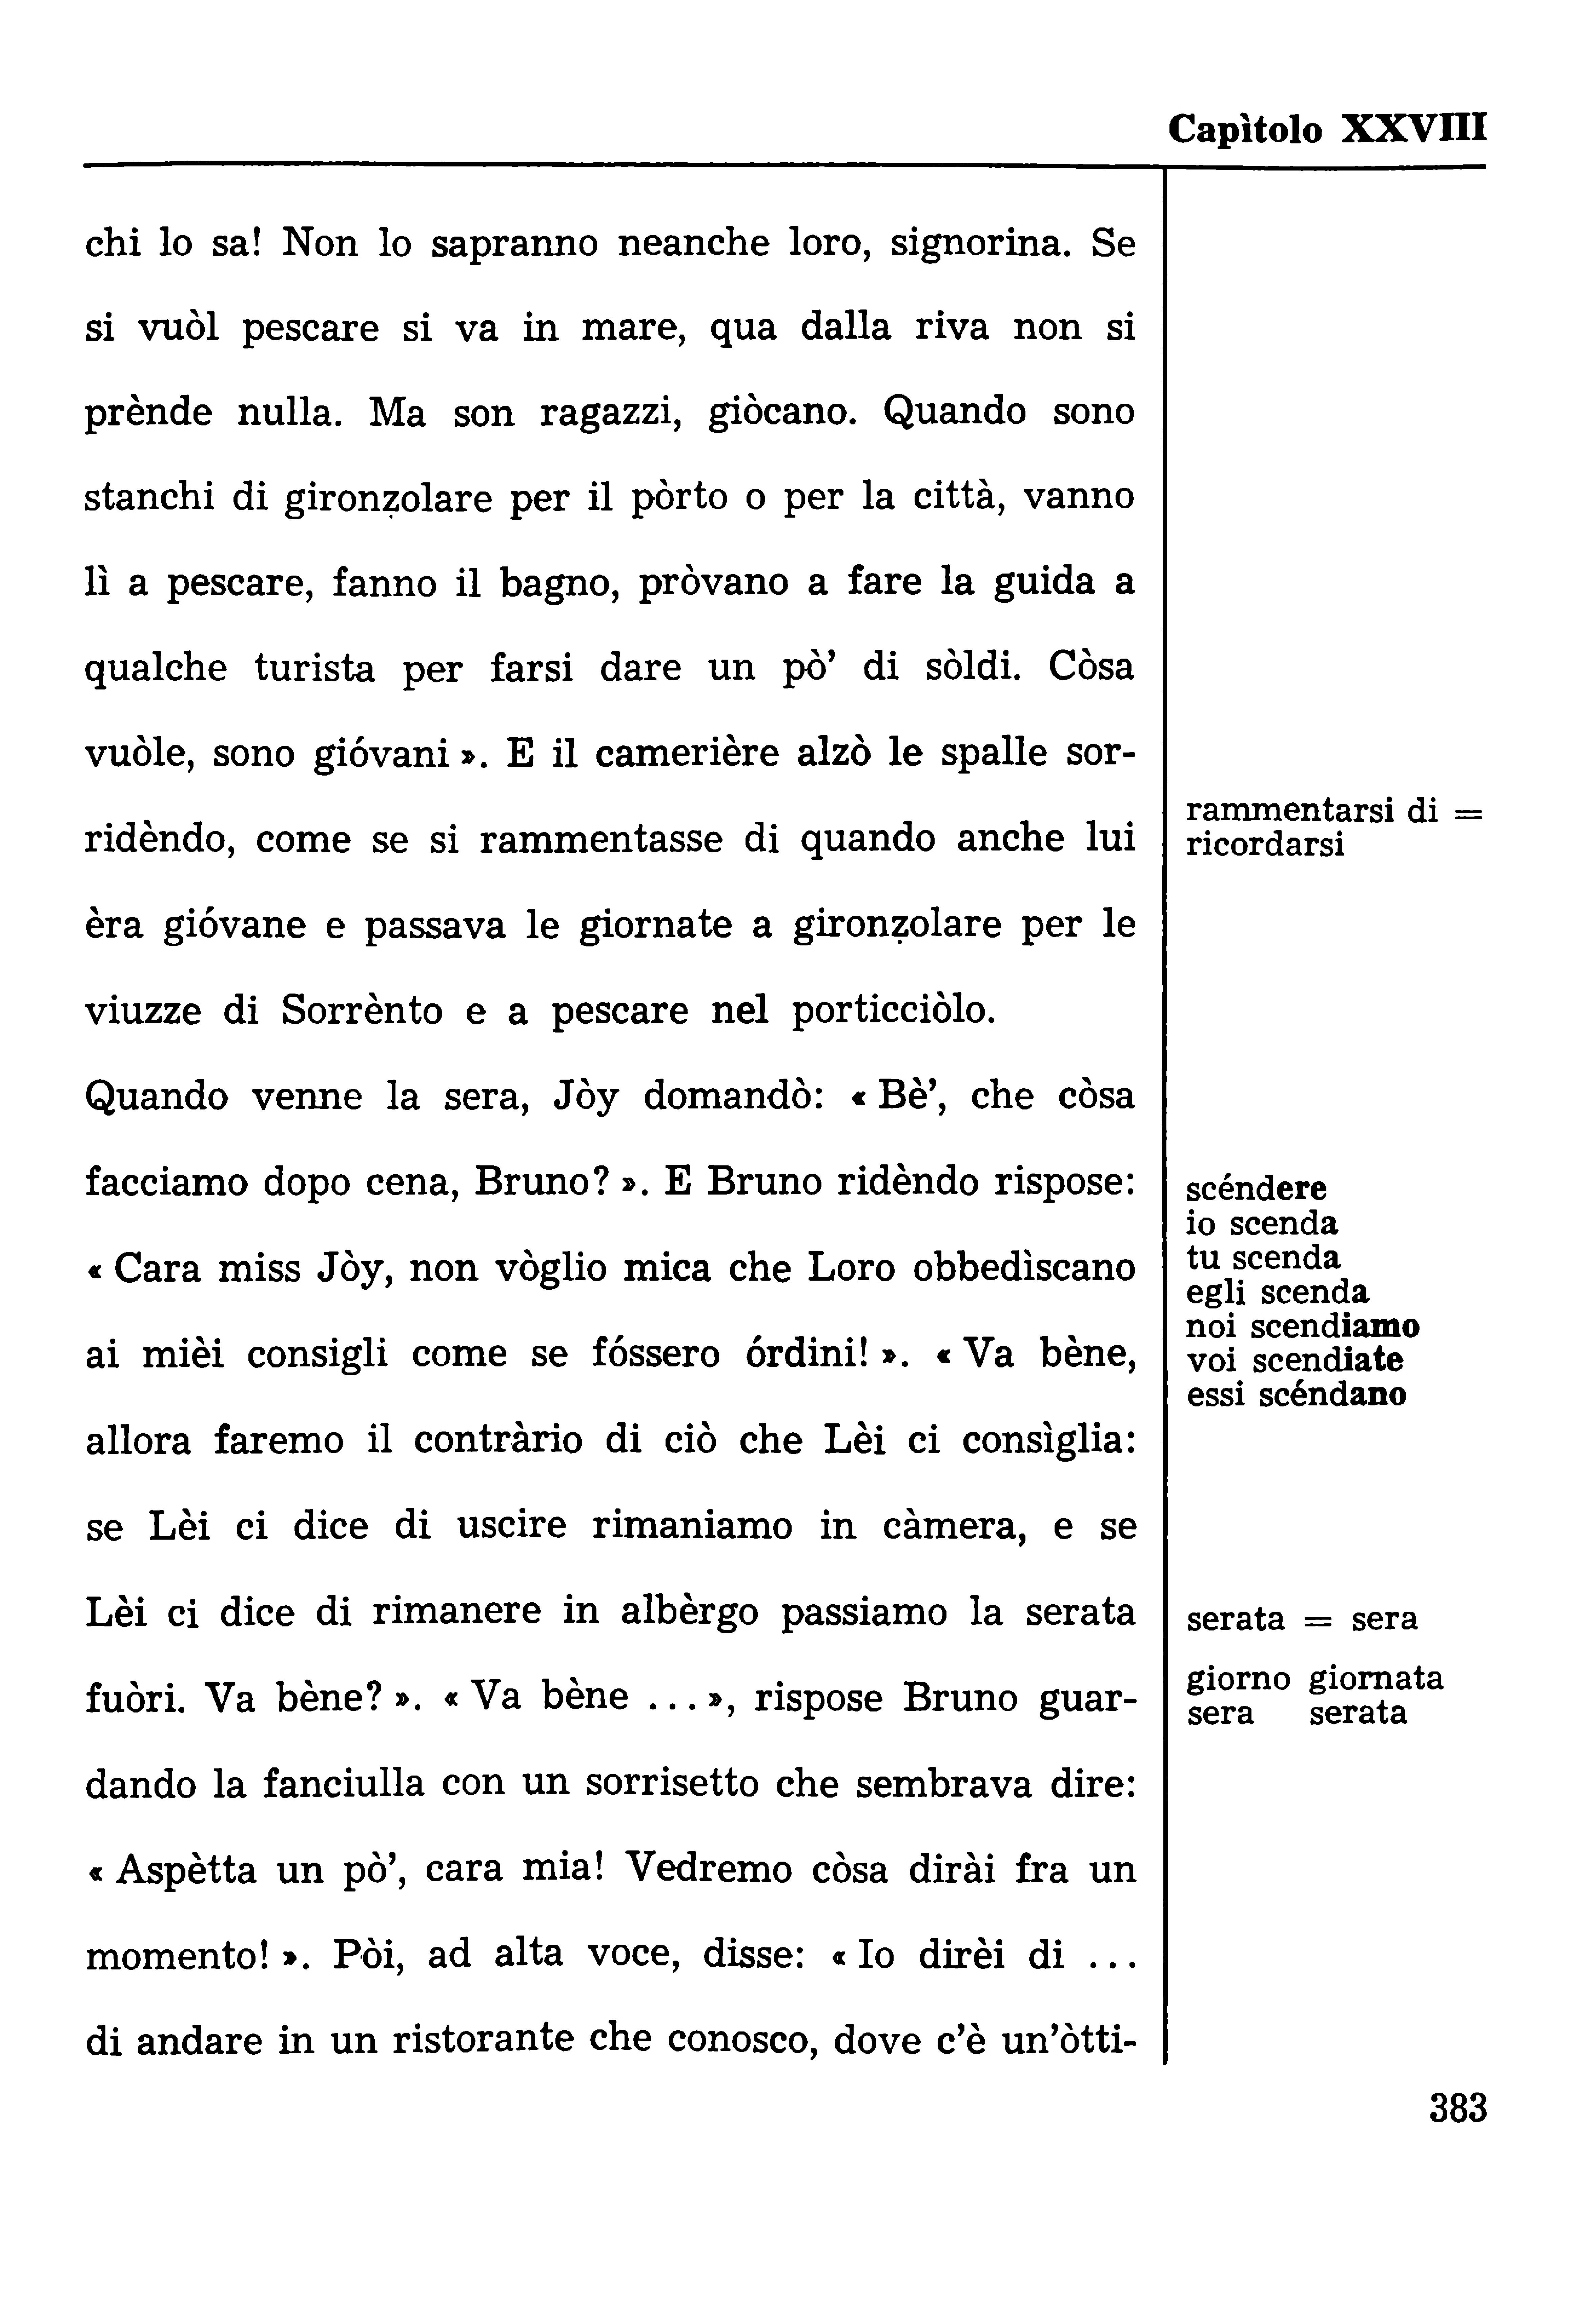 Capìtolo XXVIII
chi lo sa! Non lo sapranno neanche loro, signorina. Se
si vuòl pescare si va in mare, qua dalla riva non si
prènde nulla. Ma son ragazzi, giòcano. Quando sono
stanchi di gironẓolare per il pòrto o per la città, vanno
lì a pescare, fanno il bagno, pròvano a fare la guida a
qualche turista per farsi dare un pò’ di sòldi. Còsa
vuòle, sono gióvani ». E il camerière alzò le spalle sor-
ridèndo, come se si rammentasse di quando anche lui
èra gióvane e passava le giornate a gironẓolare per le
viuzze di Sorrènto e a pescare nel porticciòlo.
Quando venne la sera, Jòy domandò: « Bè’, che còsa
facciamo dopo cena, Bruno? ». E Bruno ridèndo rispose:
« Cara miss Jòy, non vòglio mica che Loro obbedìscano
ai mièi consigli come se fóssero órdini! ». « Va bène,
allora faremo il contràrio di ciò che Lèi ci consìglia:
se Lèi ci dice di uscire rimaniamo in càmera, e se
Lèi ci dice di rimanere in albèrgo passiamo la serata
fuòri. Va bène? ». « Va bène ... », rispose Bruno guar-
dando la fanciulla con un sorrisetto che sembrava dire:
« Aspètta un pò’, cara mia! Vedremo còsa dirài fra un
momento! ». Pòi, ad alta voce, disse: « Io dirèi di ...
di andare in un ristorante che conosco, dove c’è un’òtti-
rammentarsi di =
ricordarsi
scéndere
io scenda
tu scenda
egli scenda
noi scendiamo
voi scendiate
essi scéndano
serata = sera
giorno giornata
sera serata
383